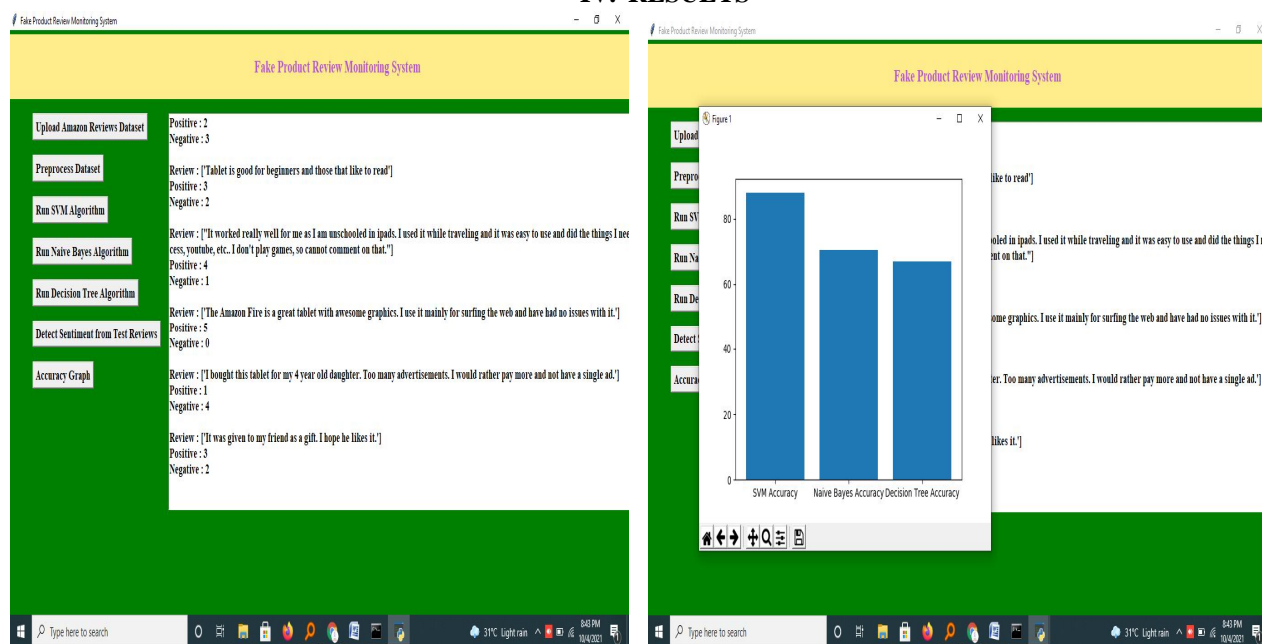 IV. RESULTS
Fake Product Review Monitoring System
Fake Product Review Monitoring System
Upload Amazon Reviews Dataset
Preprocess Dataset
Run SVM Algorithm
Run Naive Bayes Algorithm
Run Decision Tree Algorithm
Detect Sentiment from Test Reviews
Accuracy Graph
Positive : 2
Negative : 3
Review : ['Tablet is good for beginners and those that like to read']
Positive : 3
Negative : 2
Review : ["It worked really well for me as I am unschooled in ipads. I used it while traveling and it was easy to use and did the things I nee
cess, youtube, etc.. I don't play games, so cannot comment on that."]
Positive : 4
Negative : 1
Review : ['The Amazon Fire is a great tablet with awesome graphics. I use it mainly for surfing the web and have had no issues with it.']
Positive : 5
Negative : 0
Review : ['I bought this tablet for my 4 year old daughter. Too many advertisements. I would rather pay more and not have a single ad.']
Positive : 1
Negative : 4
Review : ['It was given to my friend as a gift. I hope he likes it.']
Positive : 3
Negative : 2
Type here to search
31°C Light rain
8:43 PM
10/4/2021
Fake Product Review Monitoring System
Fake Product Review Monitoring System
Figure 1
Upload
Prepro
Run SV
Run Na
Run De
Detect
Accura
80
60
40
20
0
SVM Accuracy
Naive Bayes Accuracy
Decision Tree Accuracy
like to read']
ooled in ipads. I used it while traveling and it was easy to use and did the things I
ent on that."]
ome graphics. I use it mainly for surfing the web and have had no issues with it.']
ter. Too many advertisements. I would rather pay more and not have a single ad.']
likes it.']
Type here to search
31°C Light rain
8:43 PM
10/4/2021